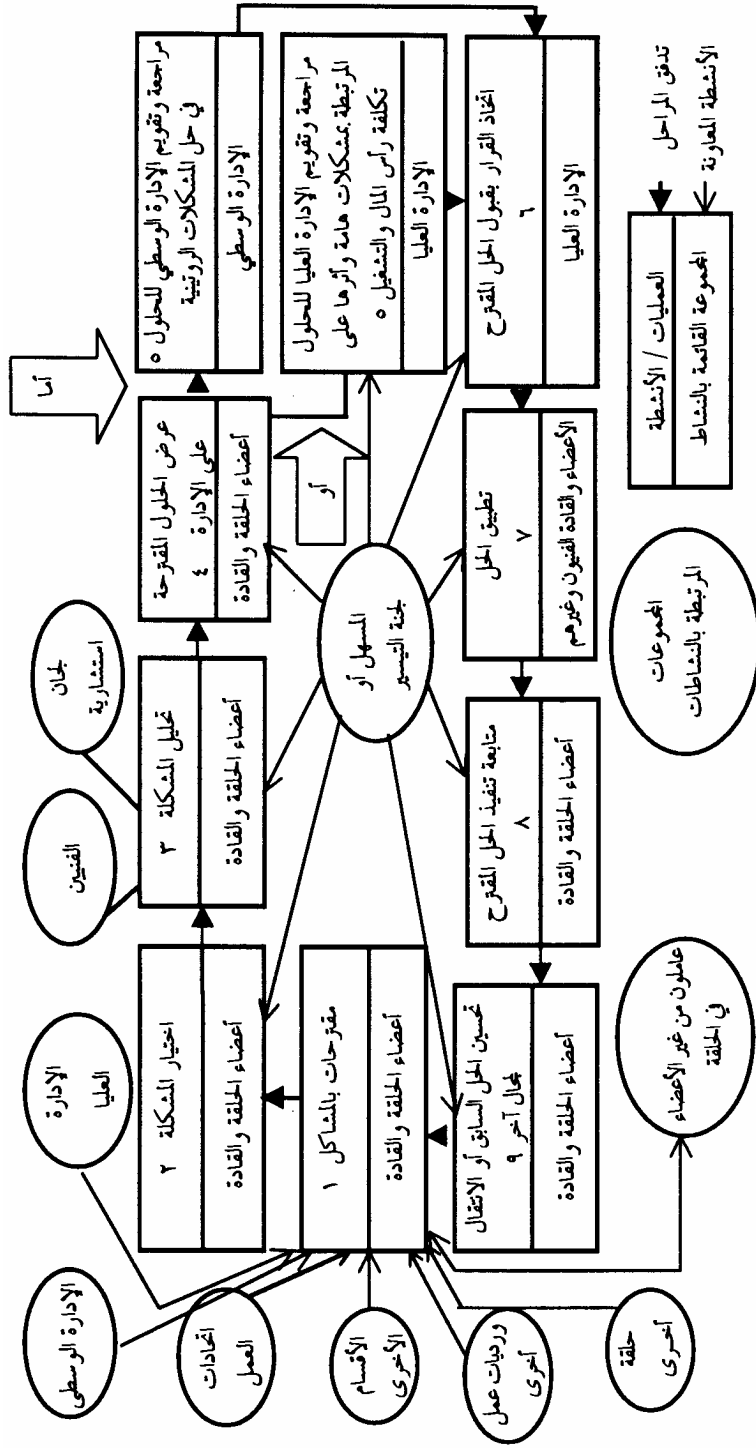 الإدارة الوسطى
الإدارة
العليا
الفنيين
لجان
استشارية
أما
اتحادات
العمل
الأقسام
الأخرى
ورديات عمل
أخرى
حلقة
أخرى
عاملون من غير الأعضاء
في الحلقة
مقترحات بالمشاكل ١
أعضاء الحلقة والقادة
اختيار المشكلة ٢
أعضاء الحلقة والقادة
تحليل المشكلة ٣
أعضاء الحلقة والقادة
عرض الحلول المقترحة
على الإدارة ٤
أعضاء الحلقة والقادة
أو
مراجعة وتقويم الإدارة الوسطي للحلول ٥
في حل المشكلات الروتينية
الإدارة الوسطي
مراجعة وتقويم الإدارة العليا للحلول
المرتبطة بمشكلات هامة وأثرها على
تكلفة رأس المال والتشغيل ٥
الإدارة العليا
اتخاذ القرار بقبول الحل المقترح
٦
الإدارة العليا
تطبيق الحل
٧
الأعضاء والقادة الفنيون وغيرهم
متابعة تنفيذ الحل المقترح
٨
أعضاء الحلقة والقادة
تحسين الحل السابق أو الانتقال
لمجال آخر ٩
أعضاء الحلقة والقادة
المسهل أو
لجنة التيسير
المجموعات
المرتبطة بالنشاطات
العمليات / الأنشطة
المجموعة القائمة بالنشاط
تدفق المراحل
الأنشطة المعاونة